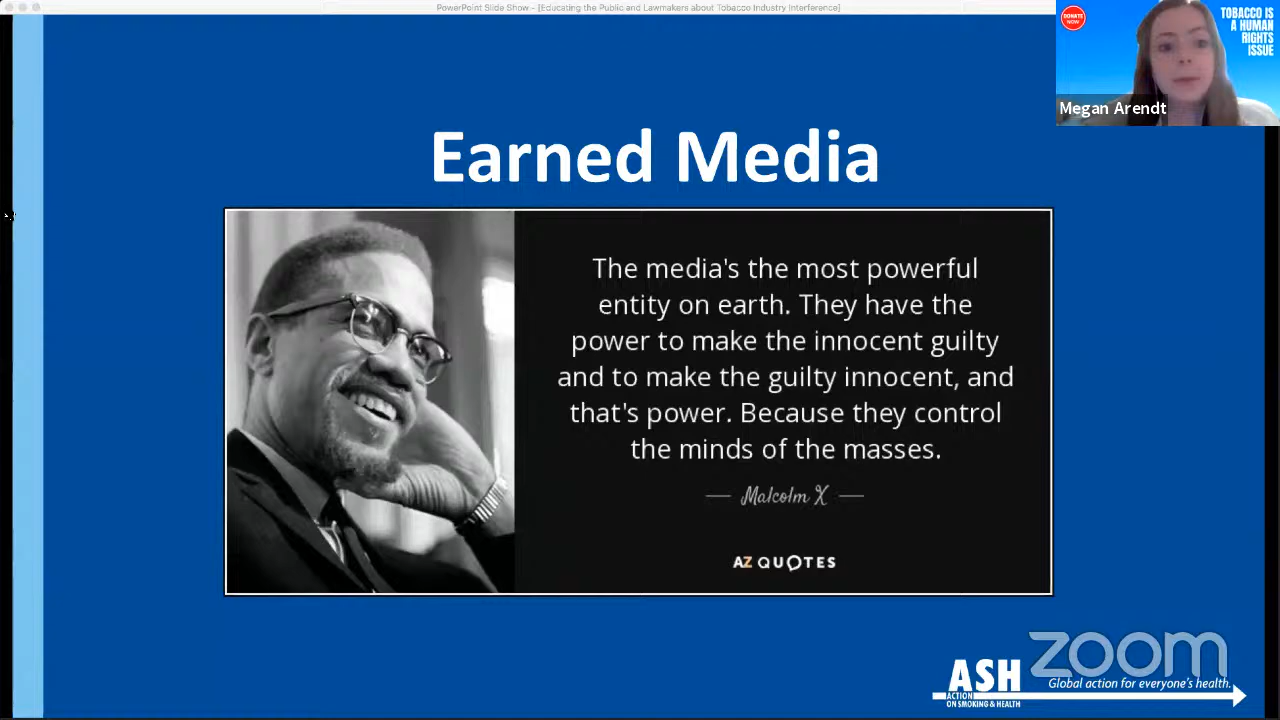 PowerPoint Slide Show - [Educating the Public and Lawmakers about Tobacco Industry Interference]
DONATE
NOW
TOBACCO IS
A HUMAN
RIGHTS
ISSUE
Megan Arendt
Earned Media
The media's the most powerful
entity on earth. They have the
power to make the innocent guilty
and to make the guilty innocent, and
that's power. Because they control
the minds of the masses.
Malcolm X
AZ QUOTES
zoom
ASH
ACTION
ON SMOKING & HEALTH
Global action for everyone's health.